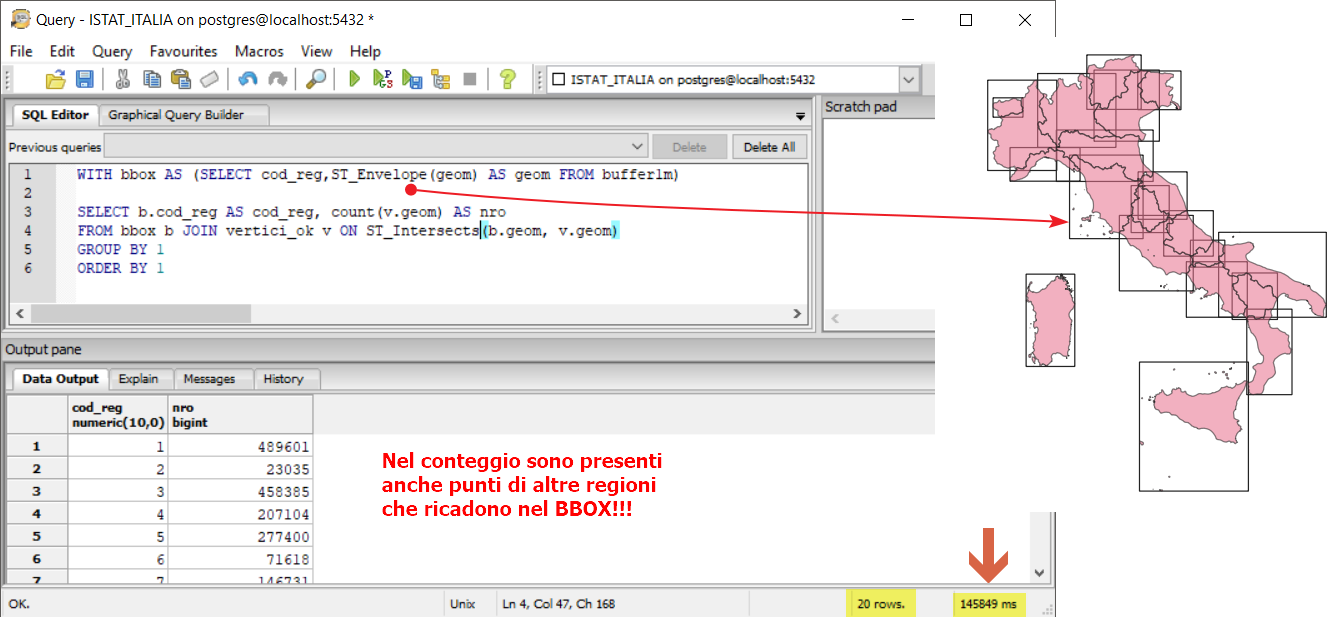 Query - ISTAT_ITALIA on postgres@localhost:5432 *
File Edit Query Favourites Macros View Help
ISTAT_ITALIA on postgres@localhost:5432
SQL Editor Graphical Query Builder
Scratch pad
Previous queries Delete Delete All
1 WITH bbox AS (SELECT cod_reg,ST_Envelope(geom) AS geom FROM buffer1m)
2
3 SELECT b.cod_reg AS cod_reg, count(v.geom) AS nro
4 FROM bbox b JOIN vertici_ok v ON ST_Intersects(b.geom, v.geom)
5 GROUP BY 1
6 ORDER BY 1
Output pane
Data Output Explain Messages History
cod_reg nro
numeric(10,0) bigint
1 1 489601
2 2 23035
3 3 458385
4 4 207104
5 5 277400
6 6 71618
7 7 146731
Nel conteggio sono presenti
anche punti di altre regioni
che ricadono nel BBOX!!!
OK. Unix Ln 4, Col 47, Ch 168 20 rows. 145849 ms